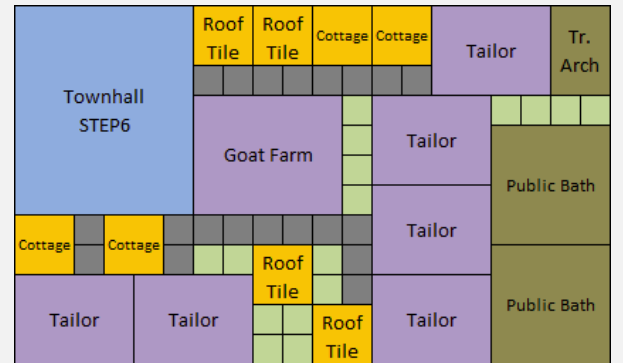 Roof
Tile
Roof
Tile
Cottage
Cottage
Tailor
Tr.
Arch
Townhall
STEP6
Goat Farm
Tailor
Public Bath
Tailor
Cottage
Cottage
Roof
Tile
Tailor
Tailor
Roof
Tile
Tailor
Public Bath